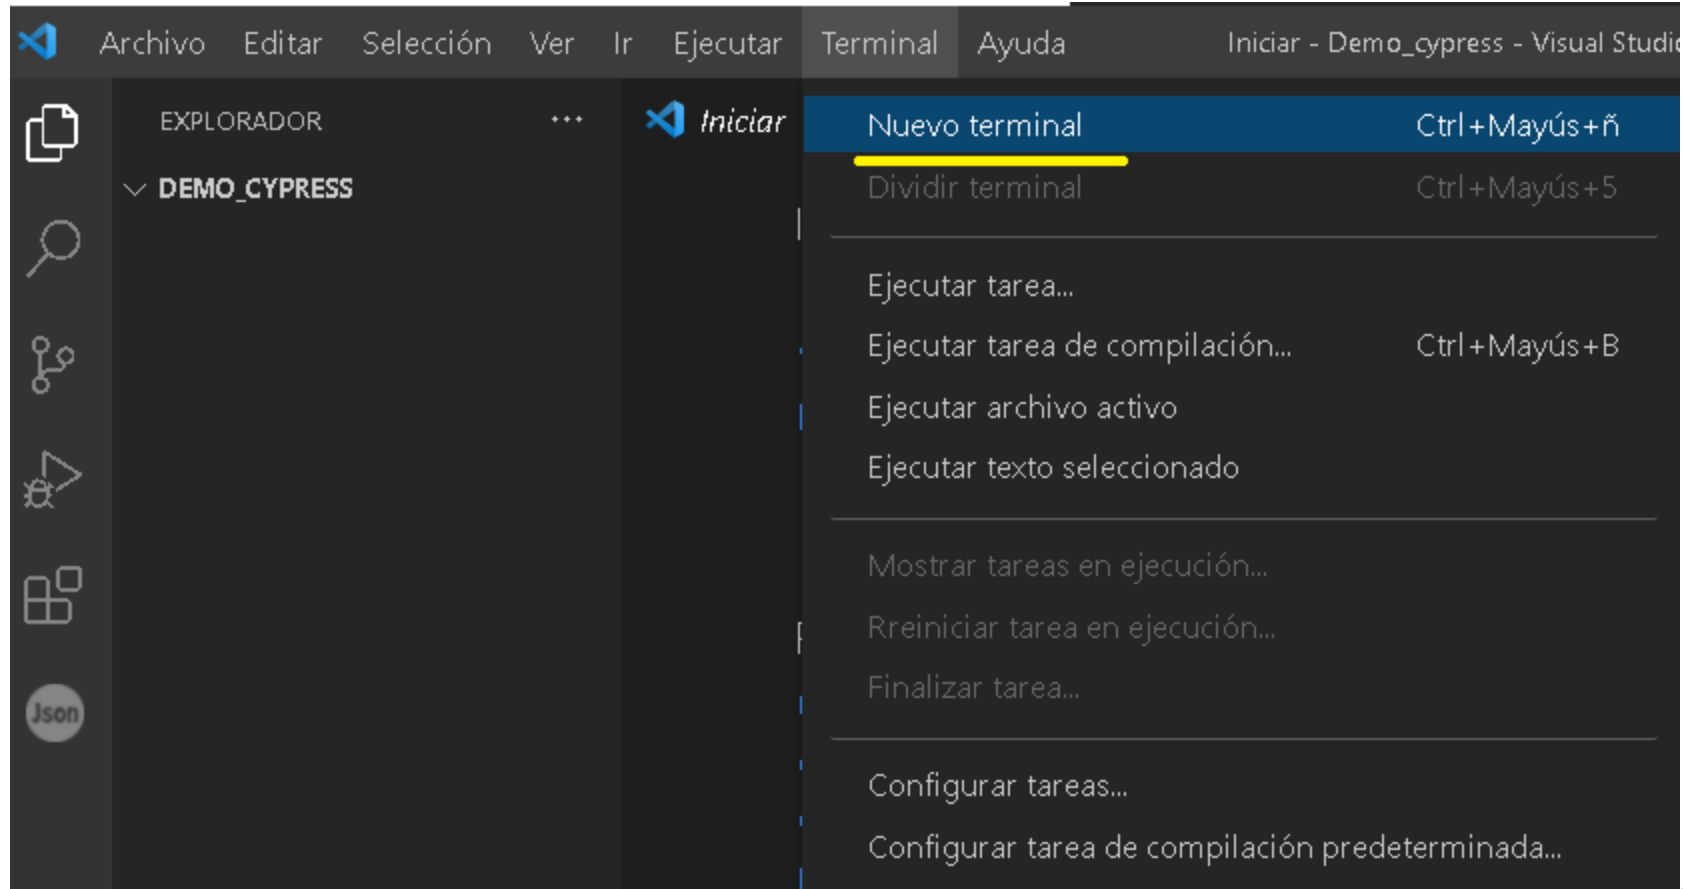 Archivo Editar Selección Ver Ir Ejecutar Terminal Ayuda Iniciar - Demo_cypress - Visual Studio
EXPLORADOR ... Iniciar
DEMO_CYPRESS
Nuevo terminal Ctrl+Mayús+ñ
Dividir terminal Ctrl+Mayús+5
Ejecutar tarea...
Ejecutar tarea de compilación... Ctrl+Mayús+B
Ejecutar archivo activo
Ejecutar texto seleccionado
Mostrar tareas en ejecución...
Rreiniciar tarea en ejecución...
Finalizar tarea...
Configurar tareas...
Configurar tarea de compilación predeterminada...
Json